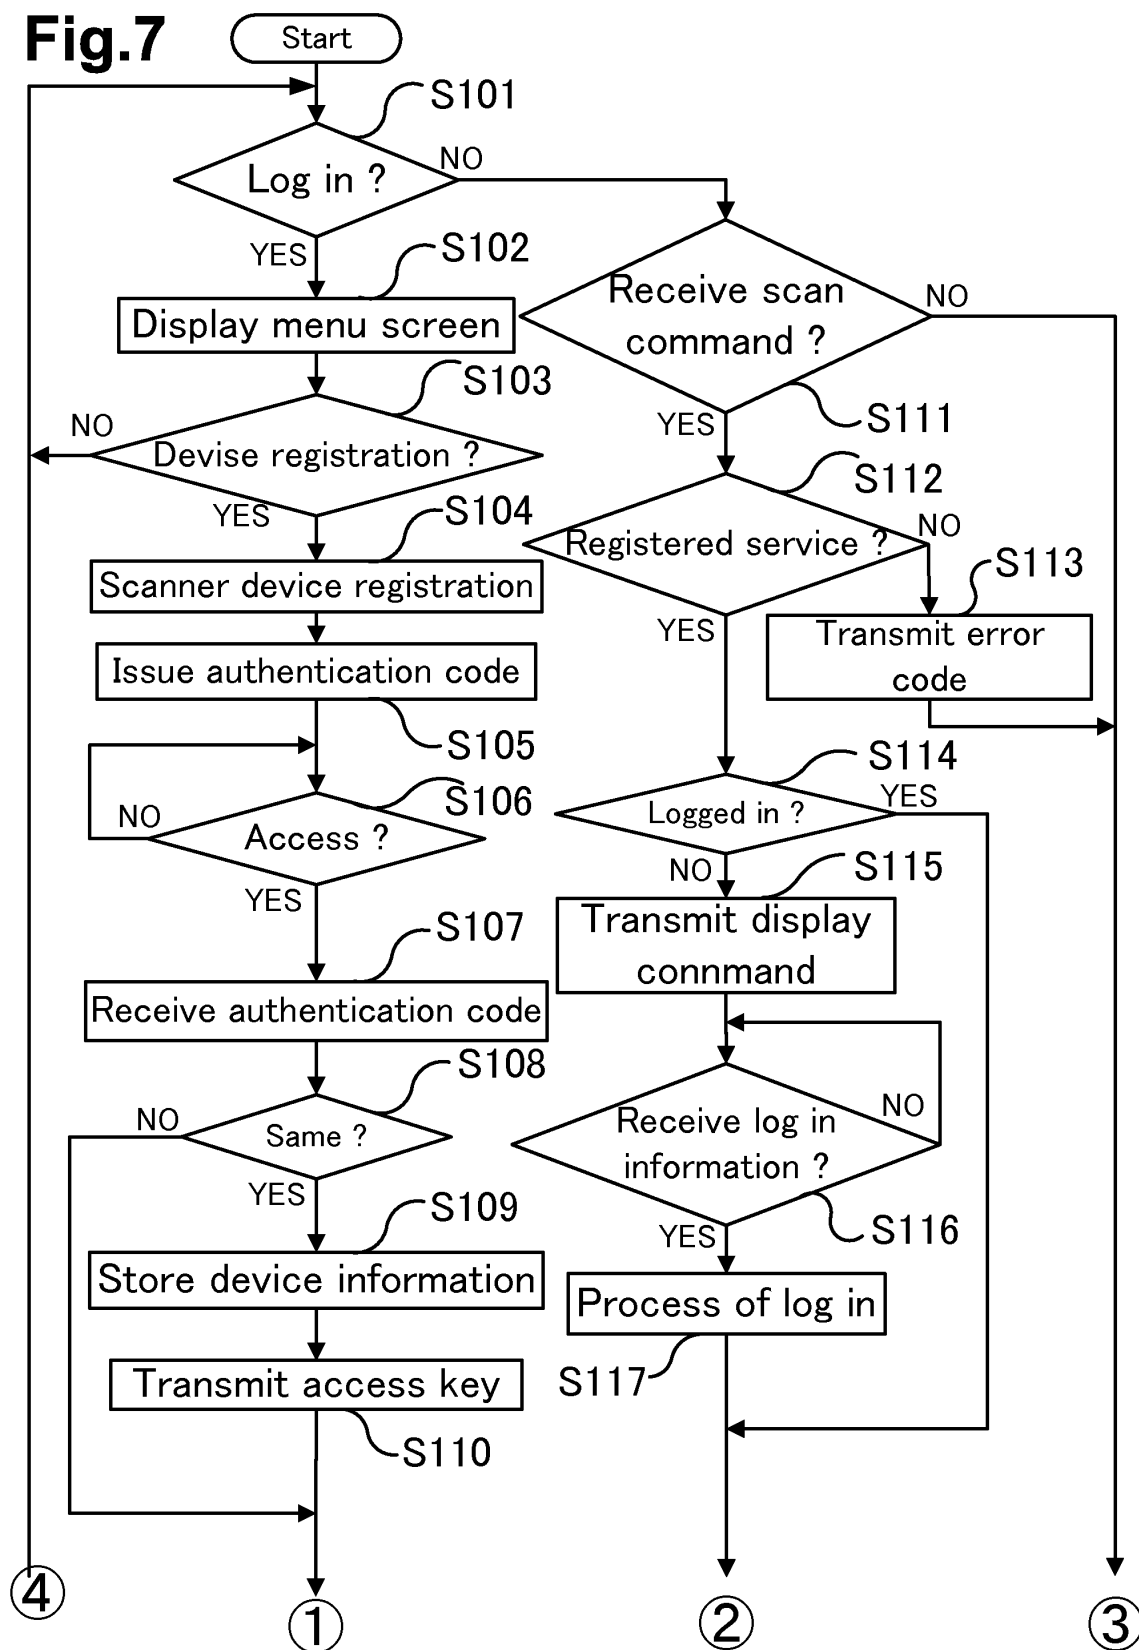 Fig.7
Start
S101
Log in ?
NO
YES
S102
Display menu screen
S103
NO
Devise registration ?
YES
S104
Scanner device registration
Issue authentication code
S105
S106
NO
Access ?
YES
S107
Receive authentication code
S108
NO
Same ?
YES
S109
Store device information
Transmit access key
S110
④
①
Receive scan
command ?
NO
S111
YES
S112
Registered service ?
NO
S113
YES
Transmit error
code
S114
Logged in ?
YES
NO
S115
Transmit display
connmand
Receive log in
information ?
NO
S116
YES
Process of log in
S117
②
③